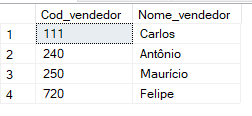 Cod_vendedor Nome_vendedor
1 111 Carlos
2 240 Antônio
3 250 Maurício
4 720 Felipe